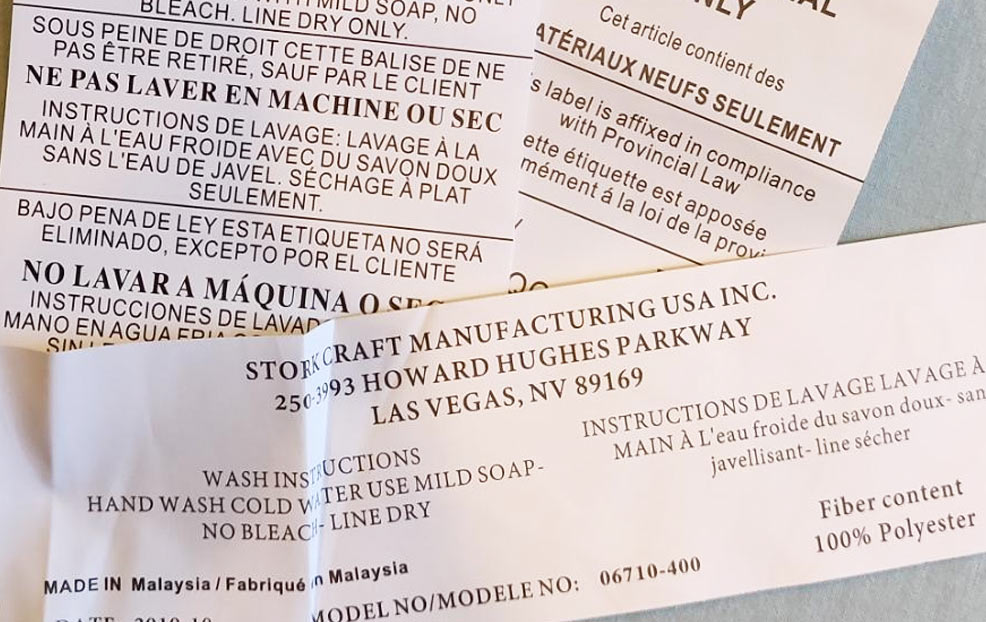 MILD SOAP, NO
BLEACH. LINE DRY ONLY.
SOUS PEINE DE DROIT CETTE BALISE DE NE
PAS ÊTRE RETIRÉ, SAUF PAR LE CLIENT
NE PAS LAVER EN MACHINE OU SEC
INSTRUCTIONS DE LAVAGE: LAVAGE À LA
MAIN À L'EAU FROIDE AVEC DU SAVON DOUX
SANS L'EAU DE JAVEL. SÉCHAGE À PLAT
SEULEMENT.
BAJO PENA DE LEY ESTA ETIQUETA NO SERÁ
ELIMINADO, EXCEPTO POR EL CLIENTE
NO LAVAR A MÁQUINA O
INSTRUCCIONES DE LAVAD
MANO EN AGUA FRIA
Cet article contient des
MATÉRIAUX NEUFS SEULEMENT
s label is affixed in compliance
with Provincial Law
ette étiquette est apposée
mément á la loi de la provi
STORKCRAFT MANUFACTURING USA INC.
250-3993 HOWARD HUGHES PARKWAY
LAS VEGAS, NV 89169
WASH INSTRUCTIONS
HAND WASH COLD WATER USE MILD SOAP-
NO BLEACH- LINE DRY
INSTRUCTIONS DE LAVAGE LAVAGE À
MAIN À L'eau froide du savon doux- san
javellisant- line sécher
Fiber content
100% Polyester
MADE IN Malaysia / Fabriqué in Malaysia
MODEL NO/MODELE NO: 06710-400